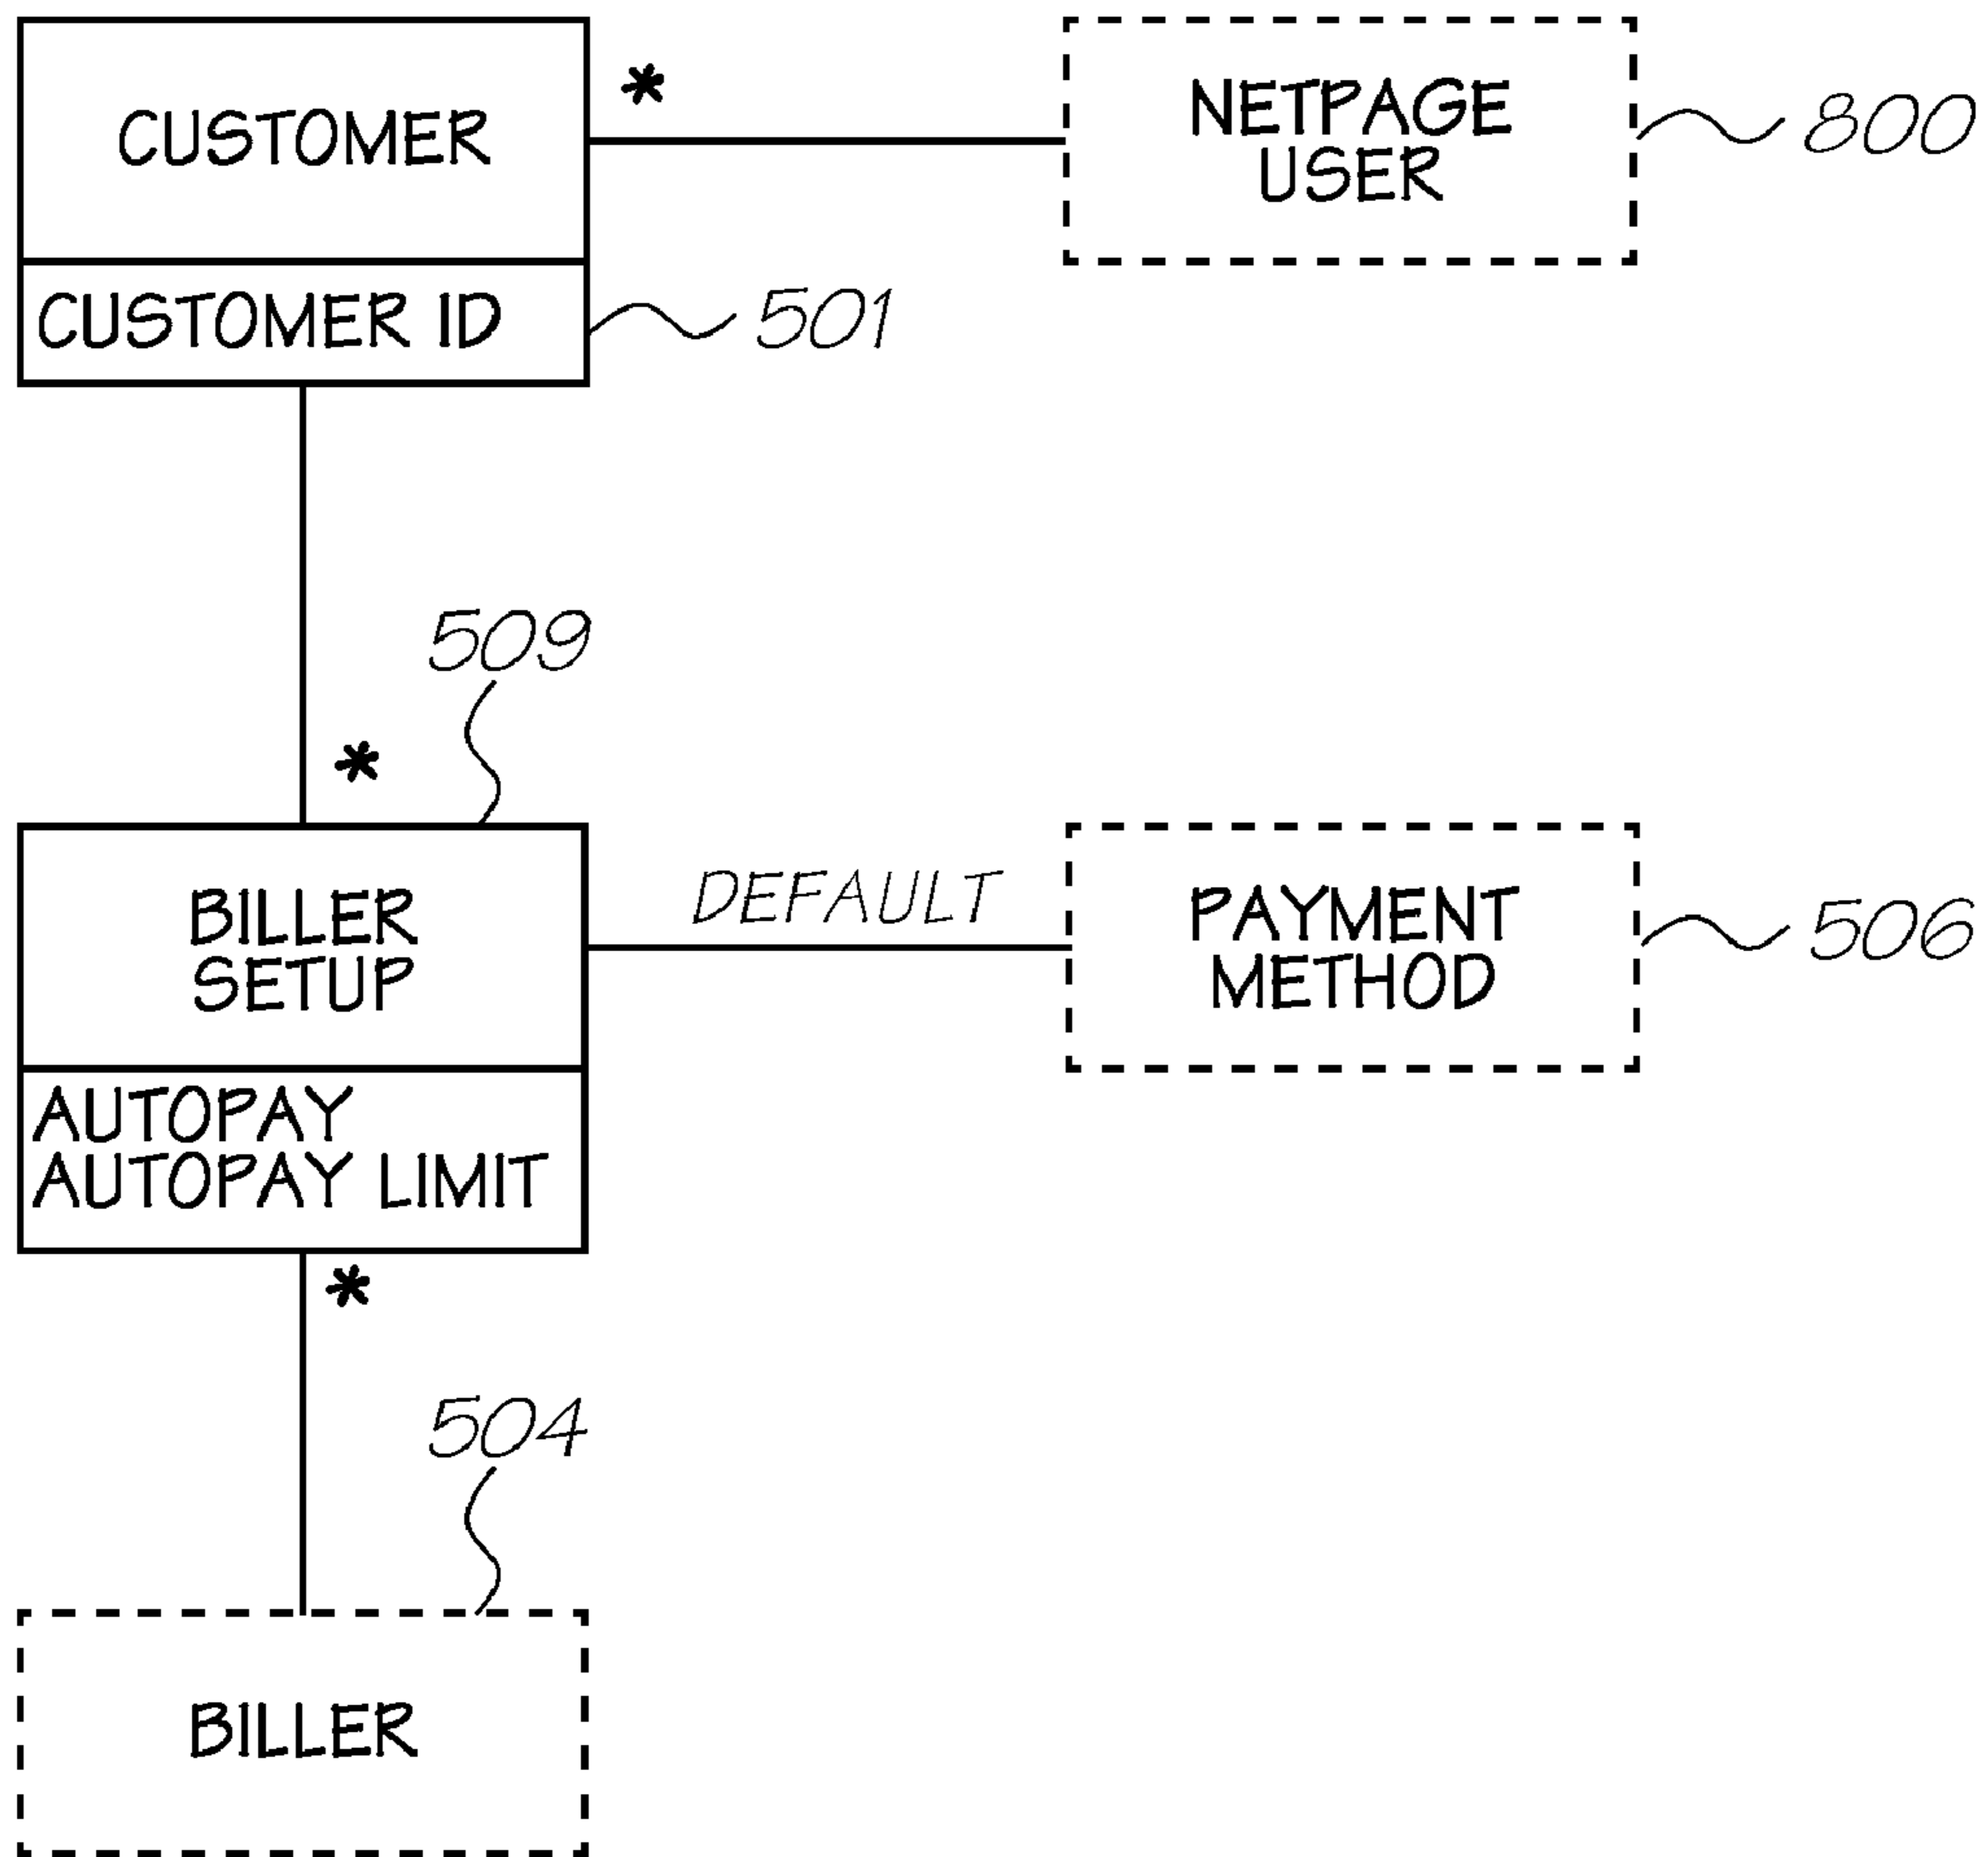 CUSTOMER
*
NETPAGE
USER
800
CUSTOMER ID
501
509
*
BILLER
SETUP
DEFAULT
PAYMENT
METHOD
506
AUTOPAY
AUTOPAY LIMIT
*
504
BILLER